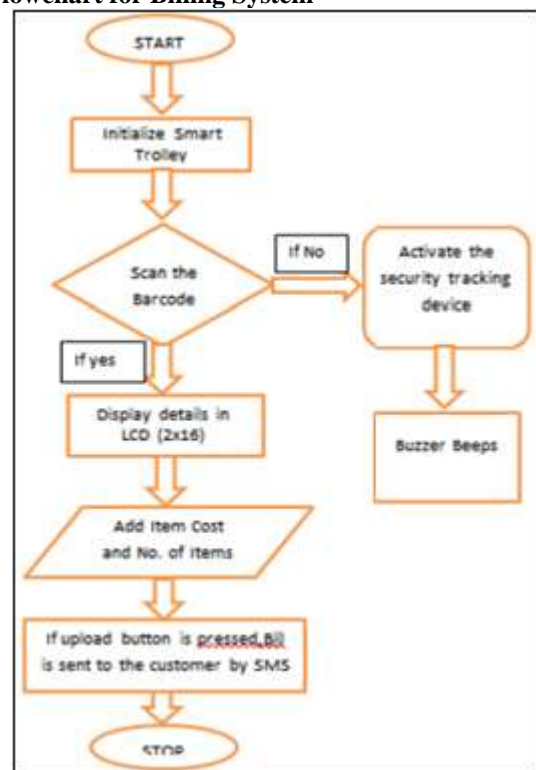 Flowchart for Billing System
START
Initialize Smart
Trolley
Scan the
Barcode
If No
Activate the
security tracking
device
If yes
Display details in
LCD (2x16)
Buzzer Beeps
Add Item Cost
and No. of Items
If upload button is pressed,Bil
is sent to the customer by SMS
STOP